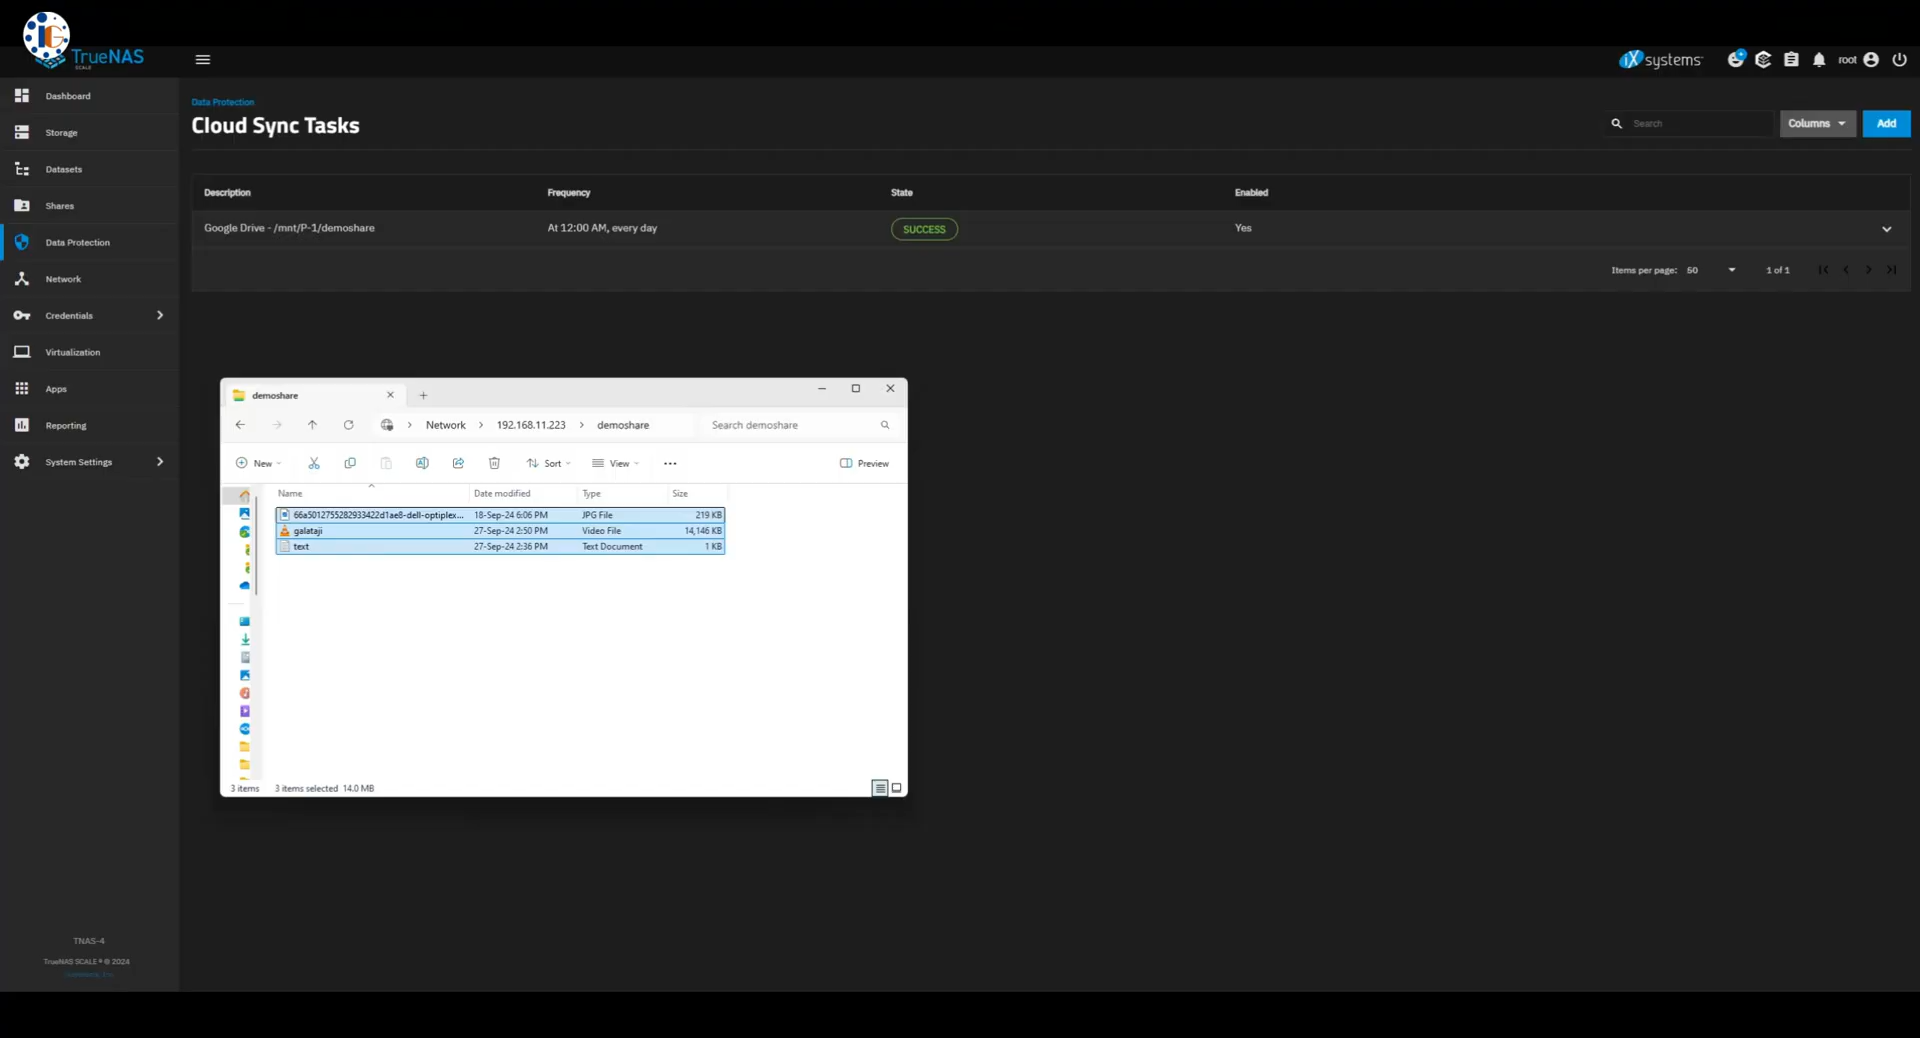 iG
TrueNAS
SCALE
iXsystems
root
Dashboard
Storage
Datasets
Shares
Data Protection
Network
Credentials
Virtualization
Apps
Reporting
System Settings
TNAS-4
TrueNAS SCALE ® © 2024
Data Protection
Cloud Sync Tasks
Search
Columns
Add
Description Frequency State Enabled
Google Drive - /mnt/P-1/demoshare At 12:00 AM, every day SUCCESS Yes
Items per page: 50 1 of 1
demoshare
Network > 192.168.11.223 > demoshare
Search demoshare
New Sort View Preview
Name Date modified Type Size
66a5012755282933422d1ae8-dell-optiplex... 18-Sep-24 6:06 PM JPG File 219 KB
galataji 27-Sep-24 2:50 PM Video File 14,146 KB
text 27-Sep-24 2:36 PM Text Document 1 KB
3 items 3 items selected 14.0 MB